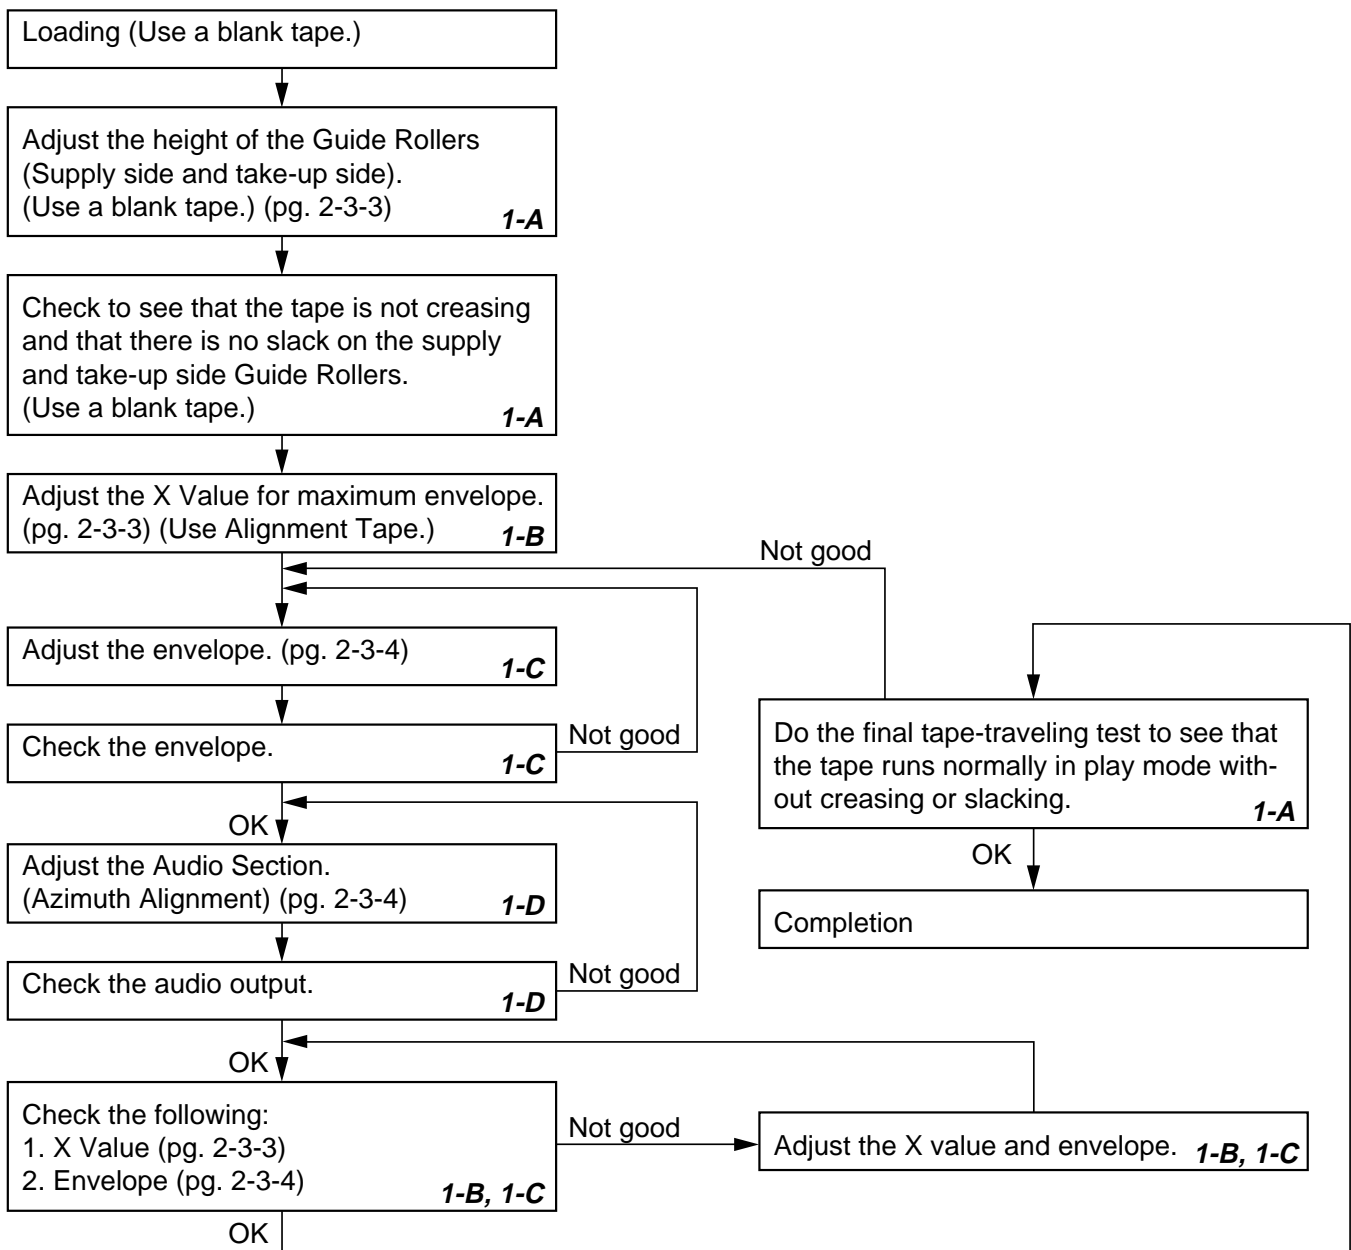 Loading (Use a blank tape.)
Adjust the height of the Guide Rollers
(Supply side and take-up side).
(Use a blank tape.) (pg. 2-3-3)
1-A
Check to see that the tape is not creasing
and that there is no slack on the supply
and take-up side Guide Rollers.
(Use a blank tape.)
1-A
Adjust the X Value for maximum envelope.
(pg. 2-3-3) (Use Alignment Tape.)
1-B
Adjust the envelope. (pg. 2-3-4)
1-C
Check the envelope.
1-C
Not good
OK
Adjust the Audio Section.
(Azimuth Alignment) (pg. 2-3-4)
1-D
Check the audio output.
1-D
Not good
OK
Check the following:
1. X Value (pg. 2-3-3)
2. Envelope (pg. 2-3-4)
1-B, 1-C
Not good
Adjust the X value and envelope.
1-B, 1-C
OK
Not good
Do the final tape-traveling test to see that
the tape runs normally in play mode with-
out creasing or slacking.
1-A
OK
Completion